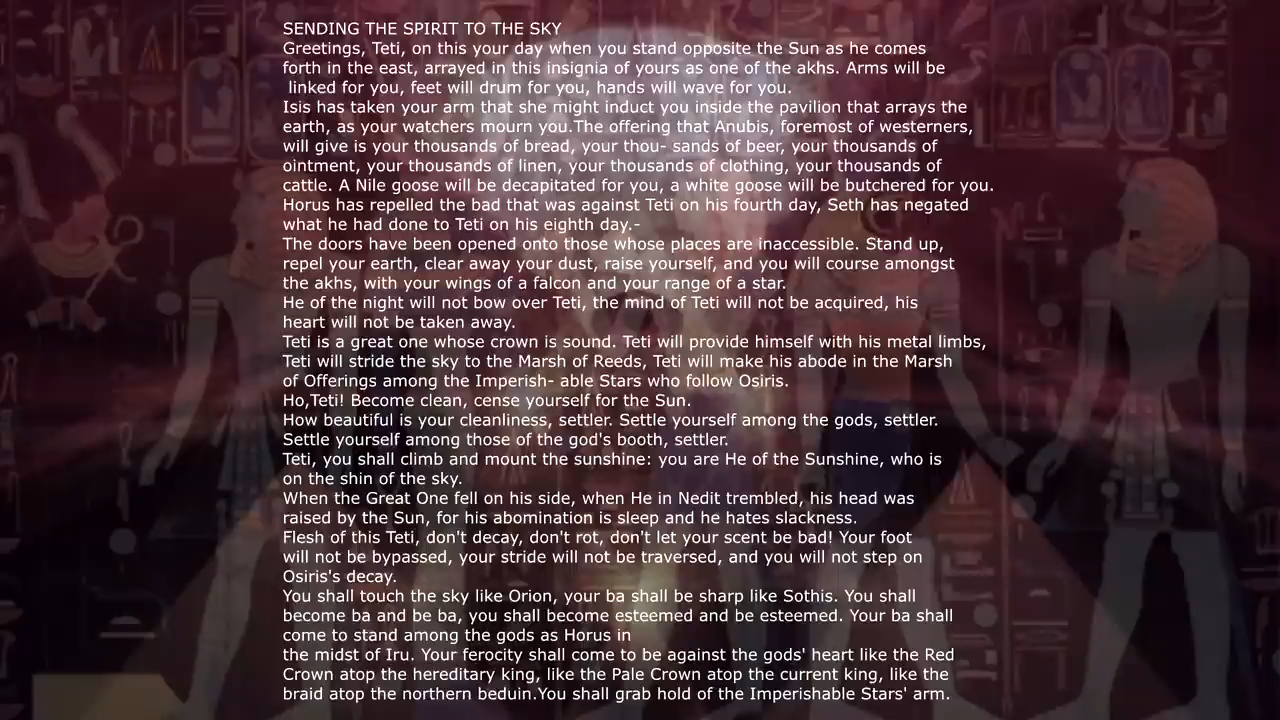 SENDING THE SPIRIT TO THE SKY
Greetings, Teti, on this your day when you stand opposite the Sun as he comes
forth in the east, arrayed in this insignia of yours as one of the akhs. Arms will be
linked for you, feet will drum for you, hands will wave for you.
Isis has taken your arm that she might induct you inside the pavilion that arrays the
earth, as your watchers mourn you.The offering that Anubis, foremost of westerners,
will give is your thousands of bread, your thou- sands of beer, your thousands of
ointment, your thousands of linen, your thousands of clothing, your thousands of
cattle. A Nile goose will be decapitated for you, a white goose will be butchered for you.
Horus has repelled the bad that was against Teti on his fourth day, Seth has negated
what he had done to Teti on his eighth day.-
The doors have been opened onto those whose places are inaccessible. Stand up,
repel your earth, clear away your dust, raise yourself, and you will course amongst
the akhs, with your wings of a falcon and your range of a star.
He of the night will not bow over Teti, the mind of Teti will not be acquired, his
heart will not be taken away.
Teti is a great one whose crown is sound. Teti will provide himself with his metal limbs,
Teti will stride the sky to the Marsh of Reeds, Teti will make his abode in the Marsh
of Offerings among the Imperish- able Stars who follow Osiris.
Ho,Teti! Become clean, cense yourself for the Sun.
How beautiful is your cleanliness, settler. Settle yourself among the gods, settler.
Settle yourself among those of the god's booth, settler.
Teti, you shall climb and mount the sunshine: you are He of the Sunshine, who is
on the shin of the sky.
When the Great One fell on his side, when He in Nedit trembled, his head was
raised by the Sun, for his abomination is sleep and he hates slackness.
Flesh of this Teti, don't decay, don't rot, don't let your scent be bad! Your foot
will not be bypassed, your stride will not be traversed, and you will not step on
Osiris's decay.
You shall touch the sky like Orion, your ba shall be sharp like Sothis. You shall
become ba and be ba, you shall become esteemed and be esteemed. Your ba shall
come to stand among the gods as Horus in
the midst of Iru. Your ferocity shall come to be against the gods' heart like the Red
Crown atop the hereditary king, like the Pale Crown atop the current king, like the
braid atop the northern beduin.You shall grab hold of the Imperishable Stars' arm.